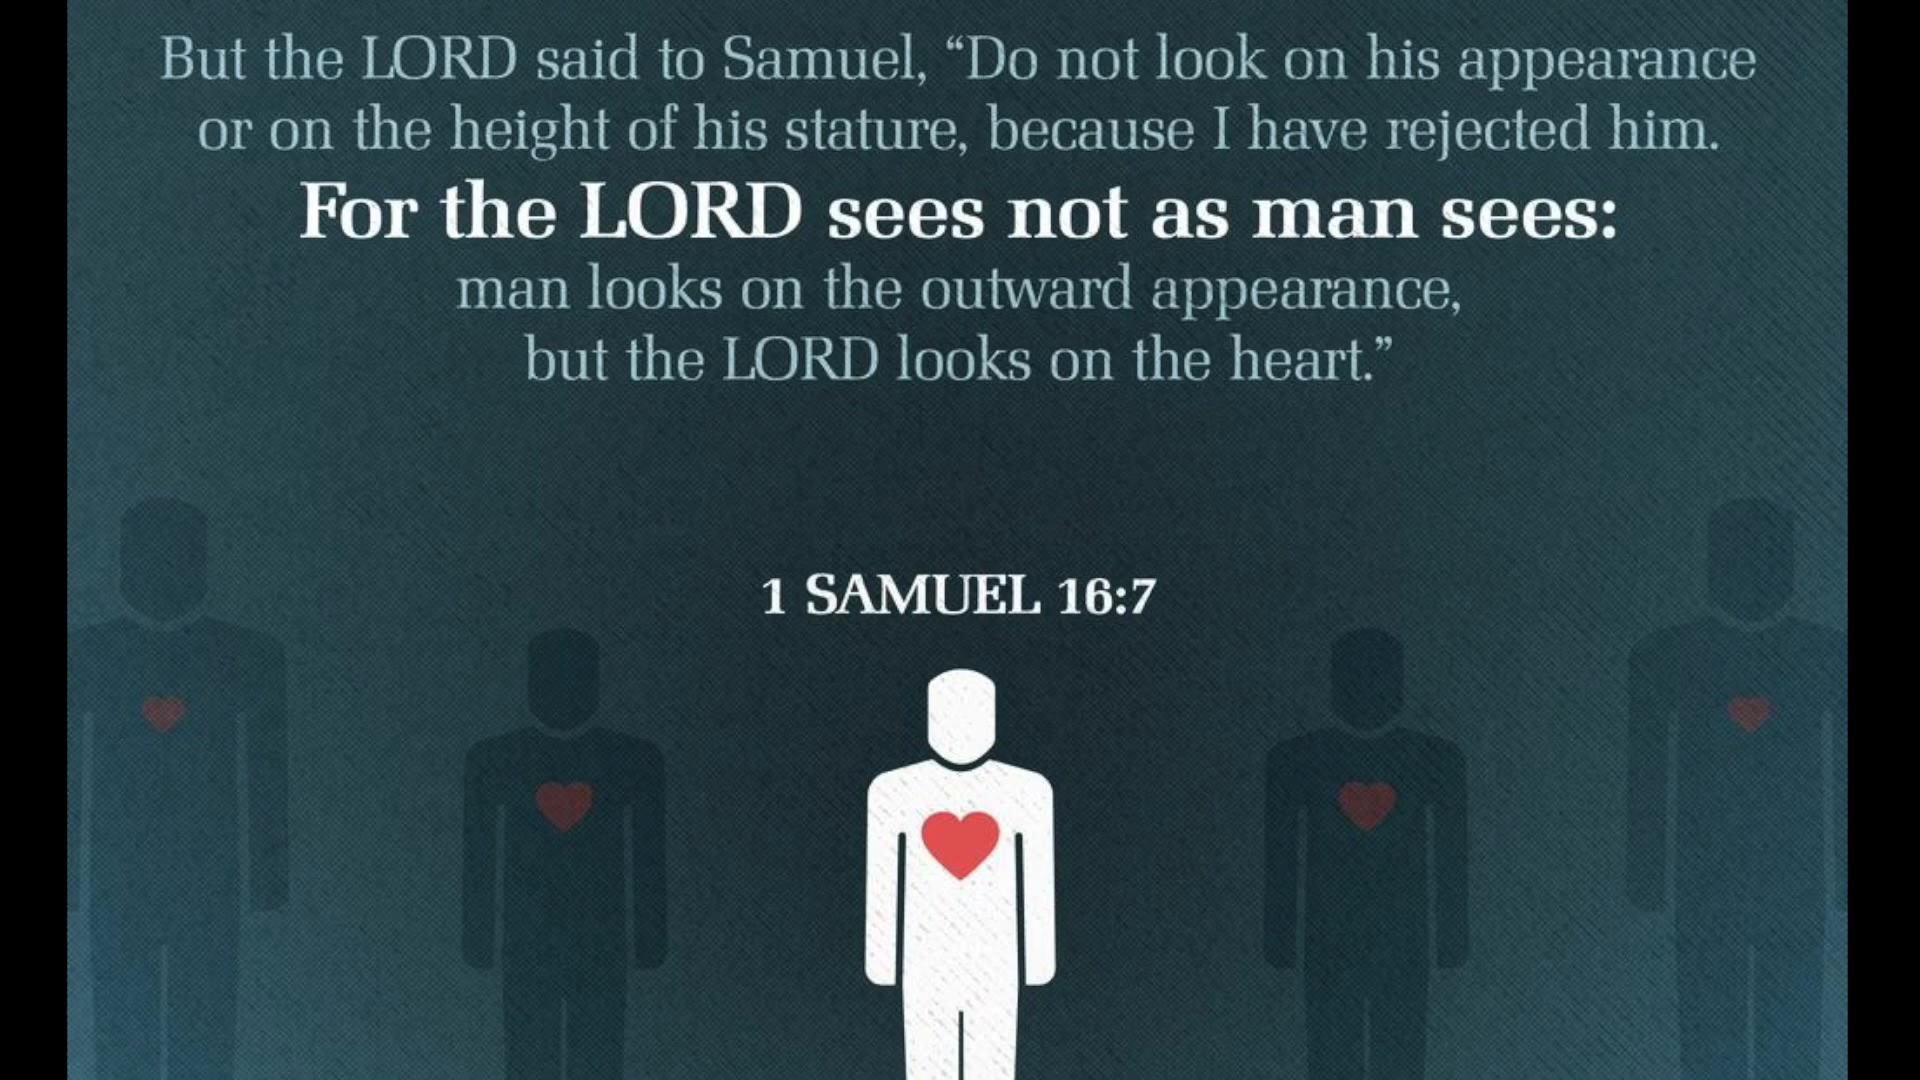 But the LORD said to Samuel, “Do not look on his appearance
or on the height of his stature, because I have rejected him.
For the LORD sees not as man sees:
man looks on the outward appearance,
but the LORD looks on the heart.”
1 SAMUEL 16:7